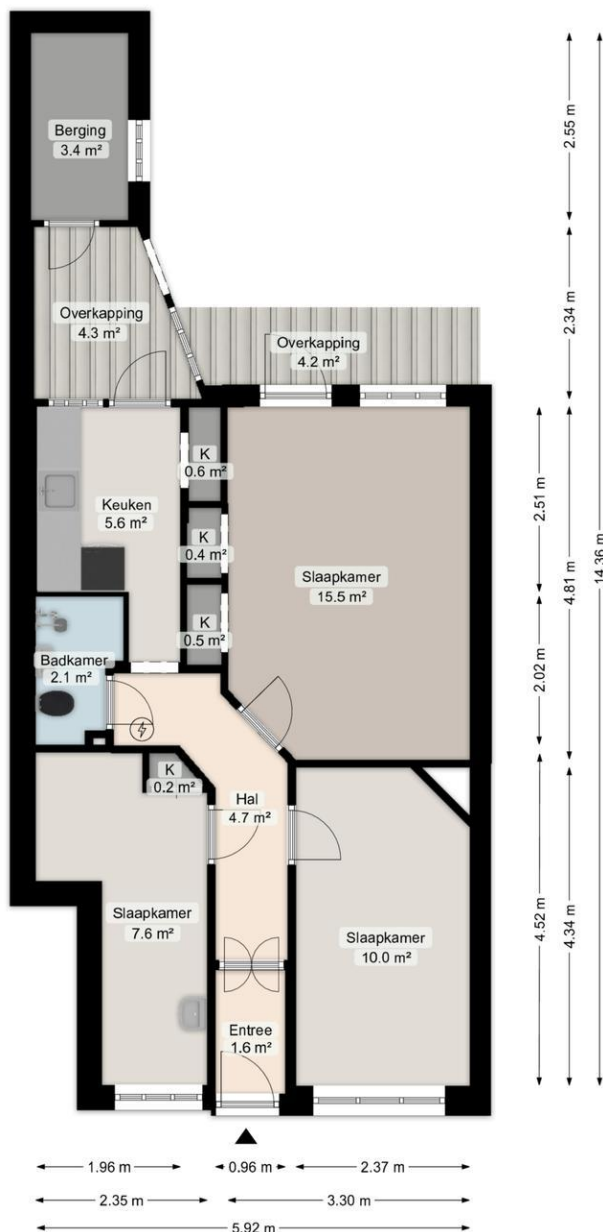 Berging
3.4 m²
Overkapping
4.3 m²
Overkapping
4.2 m²
K
0.6 m²
Keuken
5.6 m²
K
0.4 m²
Slaapkamer
15.5 m²
K
0.5 m²
Badkamer
2.1 m²
K
0.2 m²
Hal
4.7 m²
Slaapkamer
7.6 m²
Slaapkamer
10.0 m²
Entree
1.6 m²
2.55 m
2.34 m
2.51 m
4.81 m
14.36 m
2.02 m
4.52 m
4.34 m
1.96 m
0.96 m
2.37 m
2.35 m
3.30 m
5.92 m